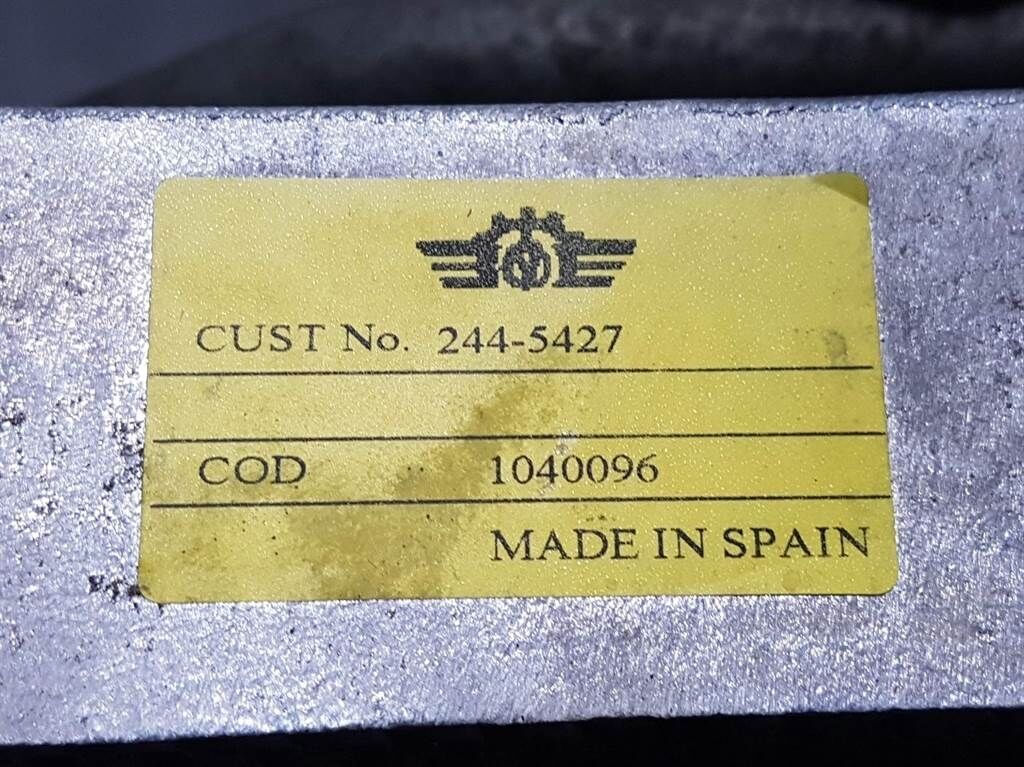 CUST No. 244-5427
COD 1040096
MADE IN SPAIN